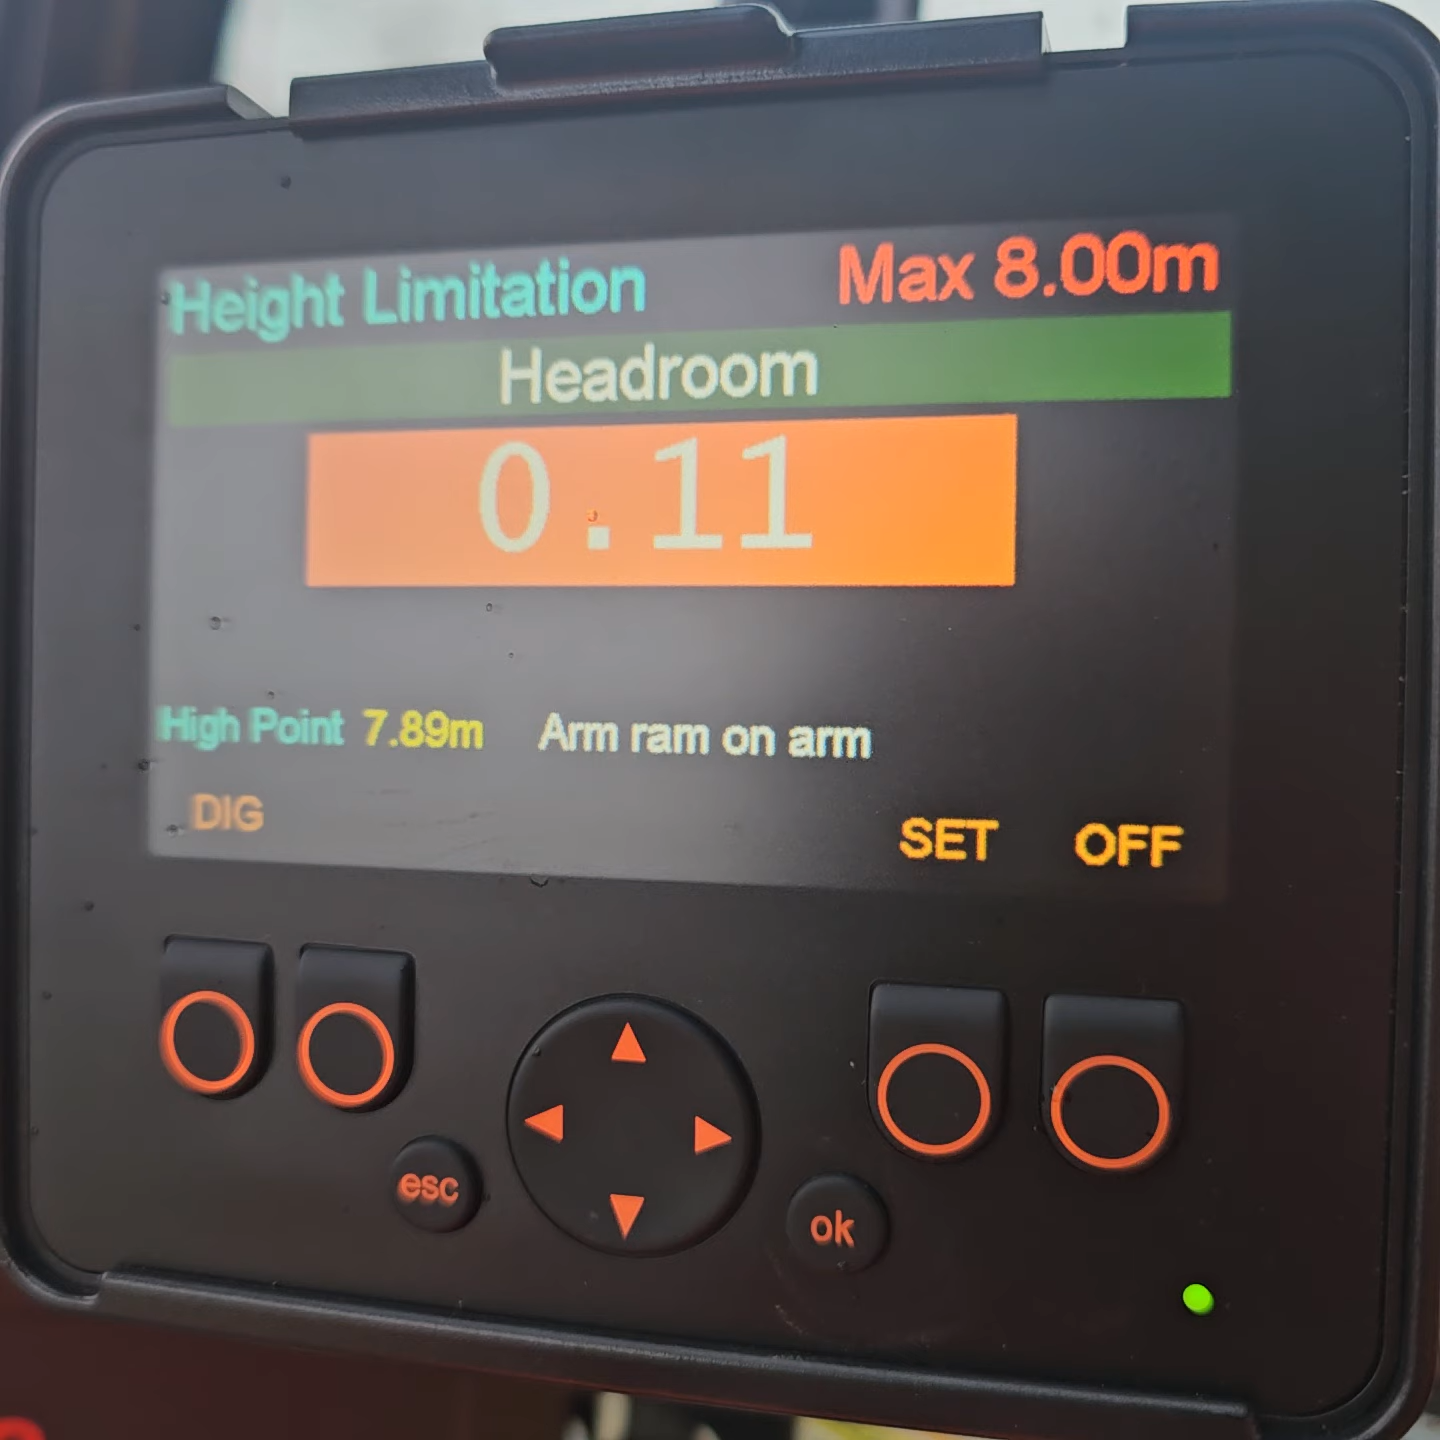 Height Limitation Max 8.00m
Headroom
0.11
High Point 7.89m Arm ram on arm
DIG SET OFF
esc ok